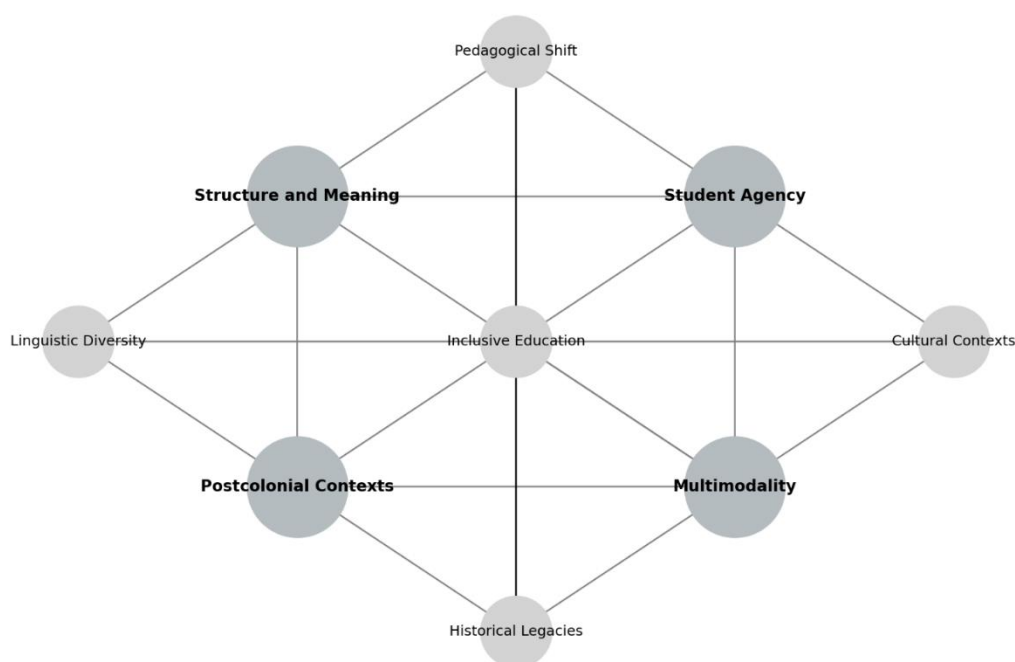 Pedagogical Shift
Structure and Meaning
Student Agency
Linguistic Diversity
Inclusive Education
Cultural Contexts
Postcolonial Contexts
Multimodality
Historical Legacies